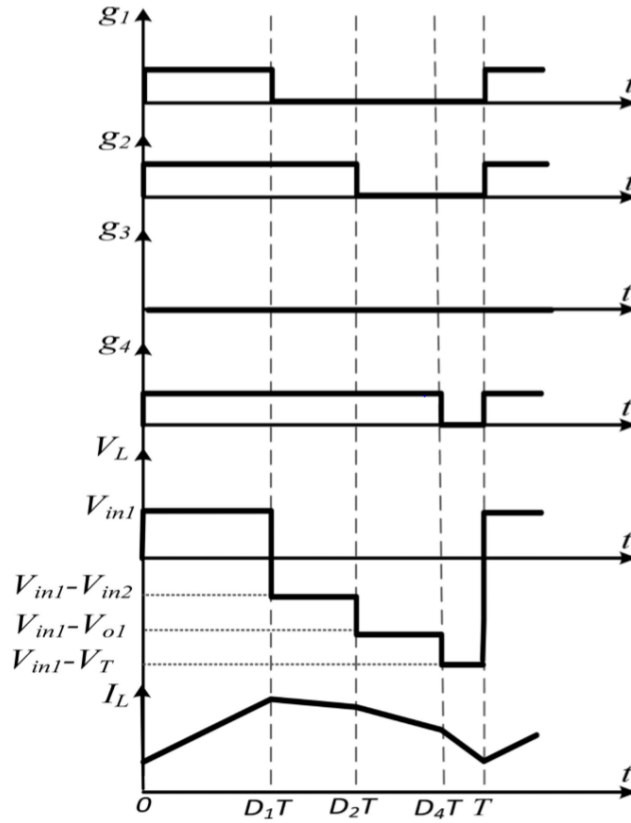 g1
t
g2
t
g3
t
g4
t
VL
Vin1
t
Vin1-Vin2
Vin1-Vo1
Vin1-VT
IL
t
0 D1T D2T D4T T